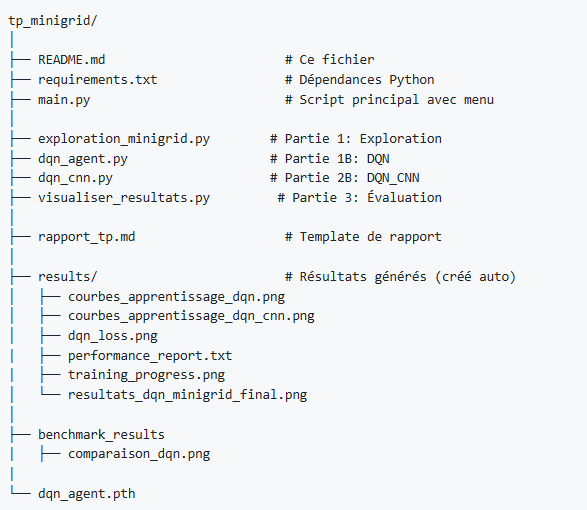 tp_minigrid/
│
├── README.md                        # Ce fichier
├── requirements.txt                 # Dépendances Python
├── main.py                          # Script principal avec menu
│
├── exploration_minigrid.py        # Partie 1: Exploration
├── dqn_agent.py                   # Partie 1B: DQN
├── dqn_cnn.py                     # Partie 2B: DQN_CNN
├── visualiser_resultats.py         # Partie 3: Évaluation
│
├── rapport_tp.md                    # Template de rapport
│
├── results/                         # Résultats générés (créé auto)
│   ├── courbes_apprentissage_dqn.png
│   ├── courbes_apprentissage_dqn_cnn.png
│   ├── dqn_loss.png
│   ├── performance_report.txt
│   ├── training_progress.png
│   └── resultats_dqn_minigrid_final.png
│
├── benchmark_results
│   ├── comparaison_dqn.png
│
└── dqn_agent.pth